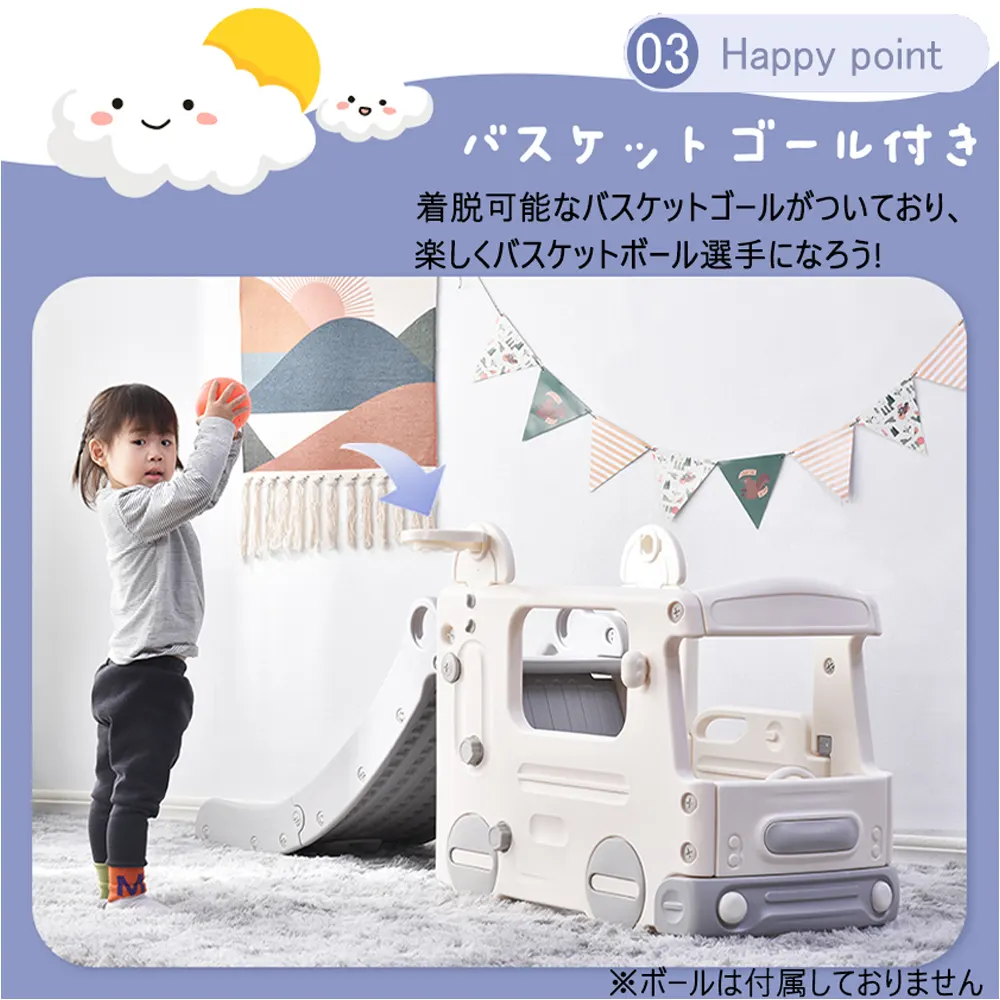 03 Happy point
バスケットゴール付き
着脱可能なバスケットゴールがついており、
楽しくバスケットボール選手になろう!
M
※ボールは付属しておりません